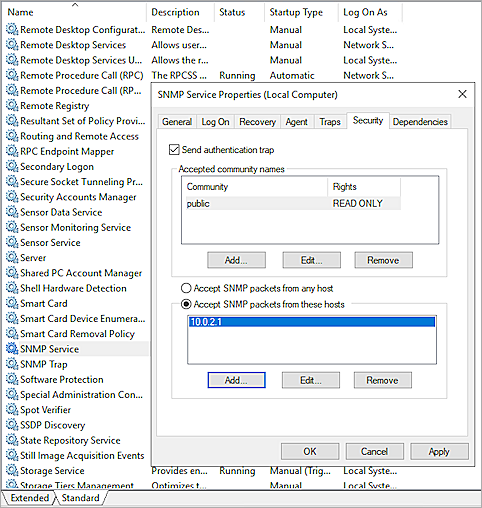 Name Description Status Startup Type Log On As
Remote Desktop Configurat... Remote Des... Manual Local Syste...
Remote Desktop Services Allows user... Manual Network S...
Remote Desktop Services U... Allows the r... Manual Local Syste...
Remote Procedure Call (RPC) The RPCSS ... Running Automatic Network S...
Remote Procedure Call (RP...
Remote Registry
Resultant Set of Policy Provi...
Routing and Remote Access
RPC Endpoint Mapper
Secondary Logon
Secure Socket Tunneling Pr...
Security Accounts Manager
Sensor Data Service
Sensor Monitoring Service
Sensor Service
Server
Shared PC Account Manager
Shell Hardware Detection
Smart Card
Smart Card Device Enumera...
Smart Card Removal Policy
SNMP Service
SNMP Trap
Software Protection
Special Administration Con...
Spot Verifier
SSDP Discovery
State Repository Service
Still Image Acquisition Events
Storage Service Provides en... Running Manual (Trig... Local Syste...
Storage Tiers Management Optimizes t... Manual Local Syste...
Extended Standard
SNMP Service Properties (Local Computer)
General Log On Recovery Agent Traps Security Dependencies
Send authentication trap
Accepted community names
Community Rights
public READ ONLY
Add... Edit... Remove
Accept SNMP packets from any host
Accept SNMP packets from these hosts
10.0.2.1
Add... Edit... Remove
OK Cancel Apply